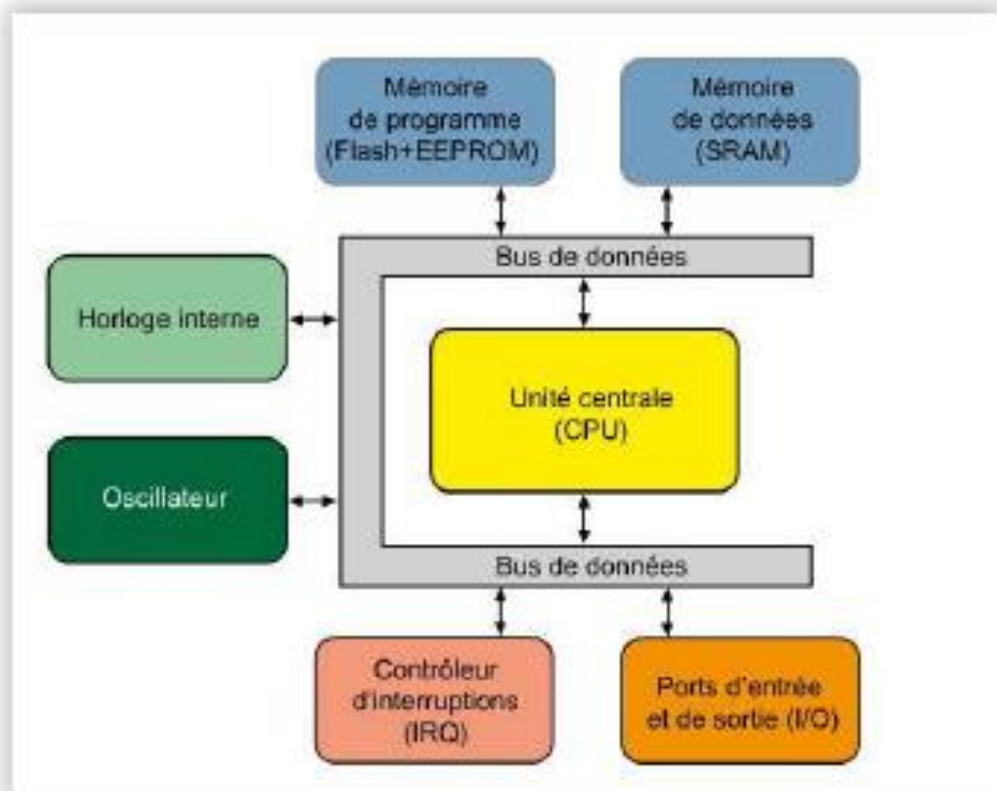 Mémoire
de programme
(Flash+EEPROM)
Mémoire
de données
(SRAM)
Bus de données
Horloge interne
Unité centrale
(CPU)
Oscillateur
Bus de données
Contrôleur
d'interruptions
(IRQ)
Ports d'entrée
et de sortie (I/O)